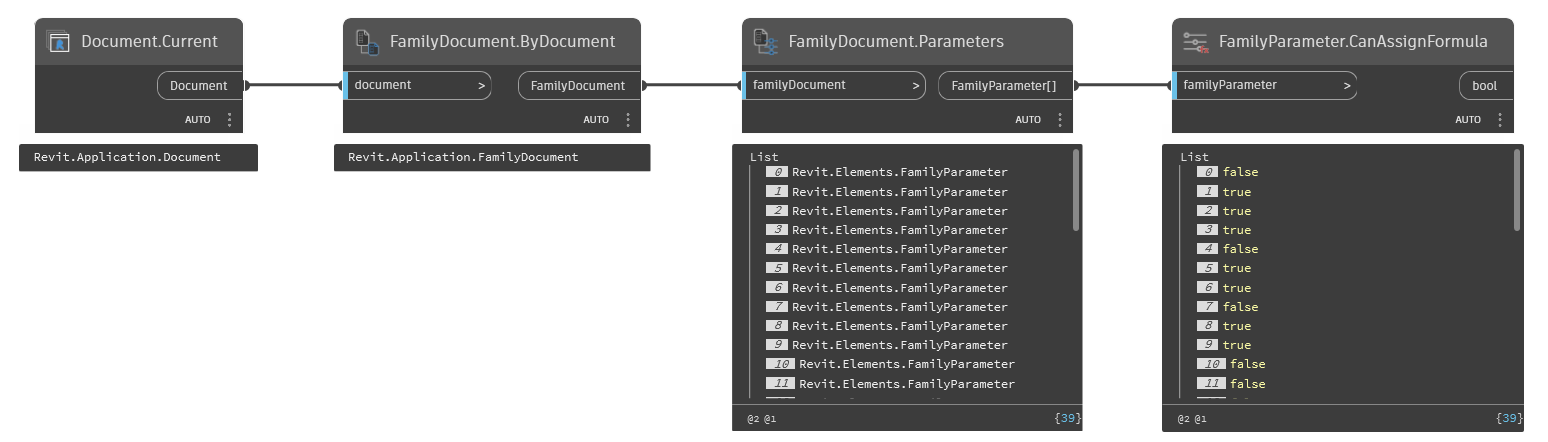 Document.Current
Document
AUTO
Revit.Application.Document
FamilyDocument.ByDocument
document >
FamilyDocument
AUTO
Revit.Application.FamilyDocument
FamilyDocument.Parameters
familyDocument >
FamilyParameter[]
AUTO
List
0 Revit.Elements.FamilyParameter
1 Revit.Elements.FamilyParameter
2 Revit.Elements.FamilyParameter
3 Revit.Elements.FamilyParameter
4 Revit.Elements.FamilyParameter
5 Revit.Elements.FamilyParameter
6 Revit.Elements.FamilyParameter
7 Revit.Elements.FamilyParameter
8 Revit.Elements.FamilyParameter
9 Revit.Elements.FamilyParameter
10 Revit.Elements.FamilyParameter
11 Revit.Elements.FamilyParameter
@2 @1 {39}
FamilyParameter.CanAssignFormula
familyParameter >
bool
AUTO
List
0 false
1 true
2 true
3 true
4 false
5 true
6 true
7 false
8 true
9 true
10 false
11 false
@2 @1 {39}